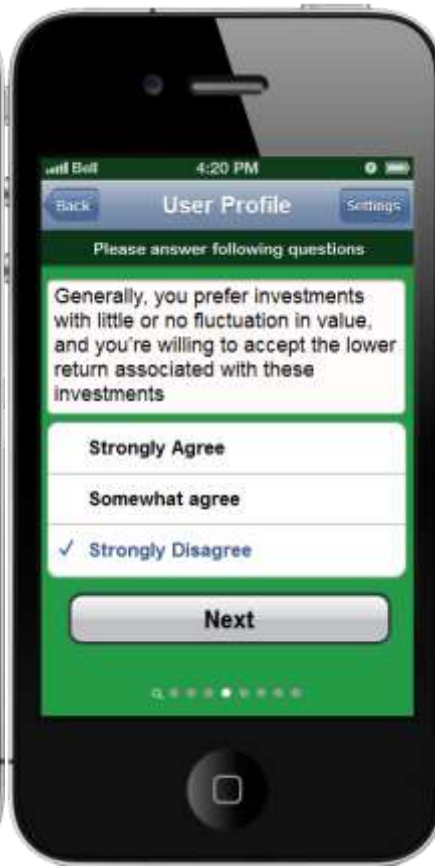 Bell 4:20 PM
Back User Profile Settings
Please answer following questions
Generally, you prefer investments
with little or no fluctuation in value,
and you're willing to accept the lower
return associated with these
investments
Strongly Agree
Somewhat agree
✓ Strongly Disagree
Next